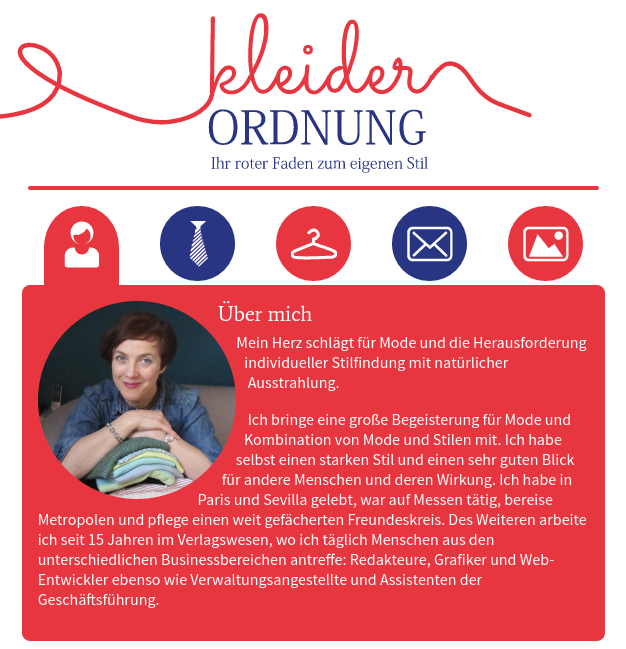 kleider
ORDNUNG
Ihr roter Faden zum eigenen Stil
Über mich
Mein Herz schlägt für Mode und die Herausforderung
individueller Stilfindung mit natürlicher
Ausstrahlung.
Ich bringe eine große Begeisterung für Mode und
Kombination von Mode und Stilen mit. Ich habe
selbst einen starken Stil und einen sehr guten Blick
für andere Menschen und deren Wirkung. Ich habe in
Paris und Sevilla gelebt, war auf Messen tätig, bereise
Metropolen und pflege einen weit gefächerten Freundeskreis. Des Weiteren arbeite
ich seit 15 Jahren im Verlagswesen, wo ich täglich Menschen aus den
unterschiedlichen Businessbereichen antreffe: Redakteure, Grafiker und Web-
Entwickler ebenso wie Verwaltungsangestellte und Assistenten der
Geschäftsführung.